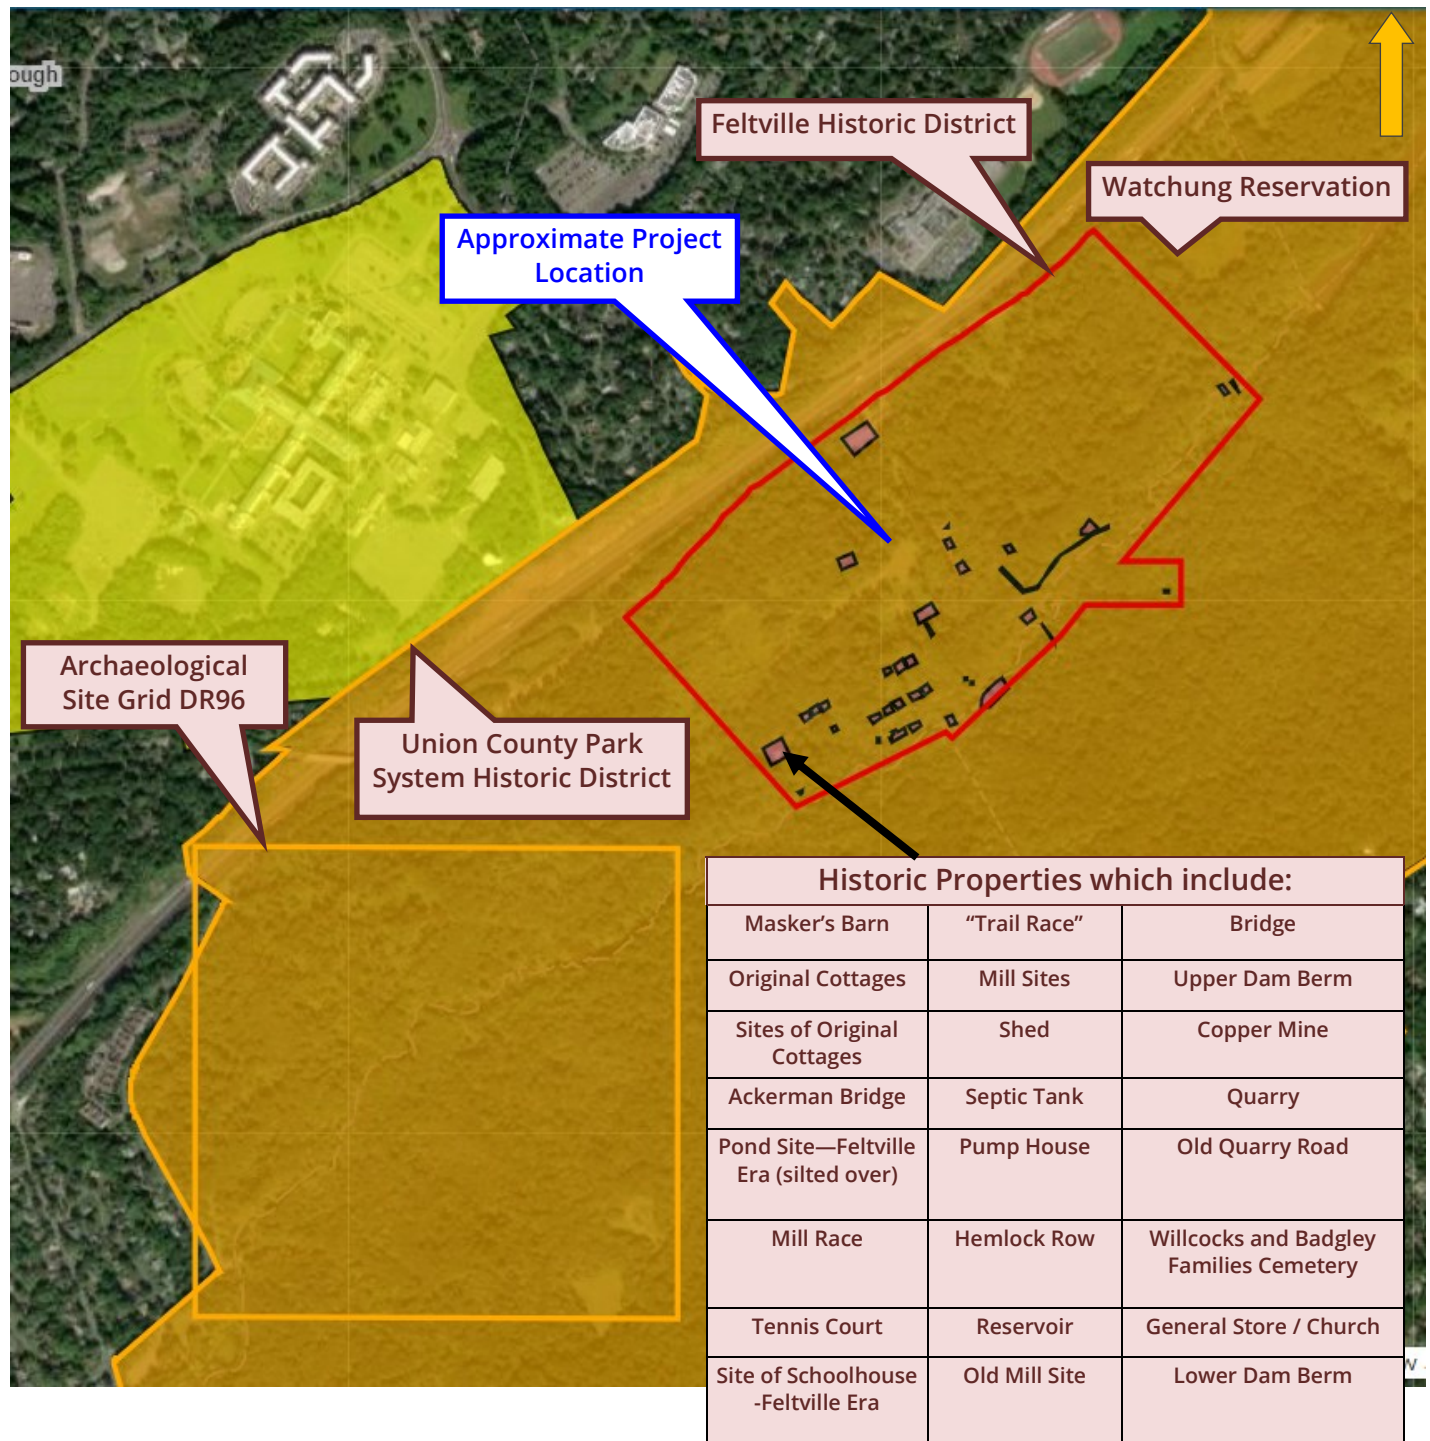 ough
Feltville Historic District
Watchung Reservation
Approximate Project
Location
Archaeological
Site Grid DR96
Union County Park
System Historic District
Historic Properties which include:
Masker's Barn
“Trail Race”
Bridge
Original Cottages
Mill Sites
Upper Dam Berm
Sites of Original
Cottages
Shed
Copper Mine
Ackerman Bridge
Septic Tank
Quarry
Pond Site—Feltville
Era (silted over)
Pump House
Old Quarry Road
Mill Race
Hemlock Row
Willcocks and Badgley
Families Cemetery
Tennis Court
Reservoir
General Store / Church
Site of Schoolhouse
-Feltville Era
Old Mill Site
Lower Dam Berm